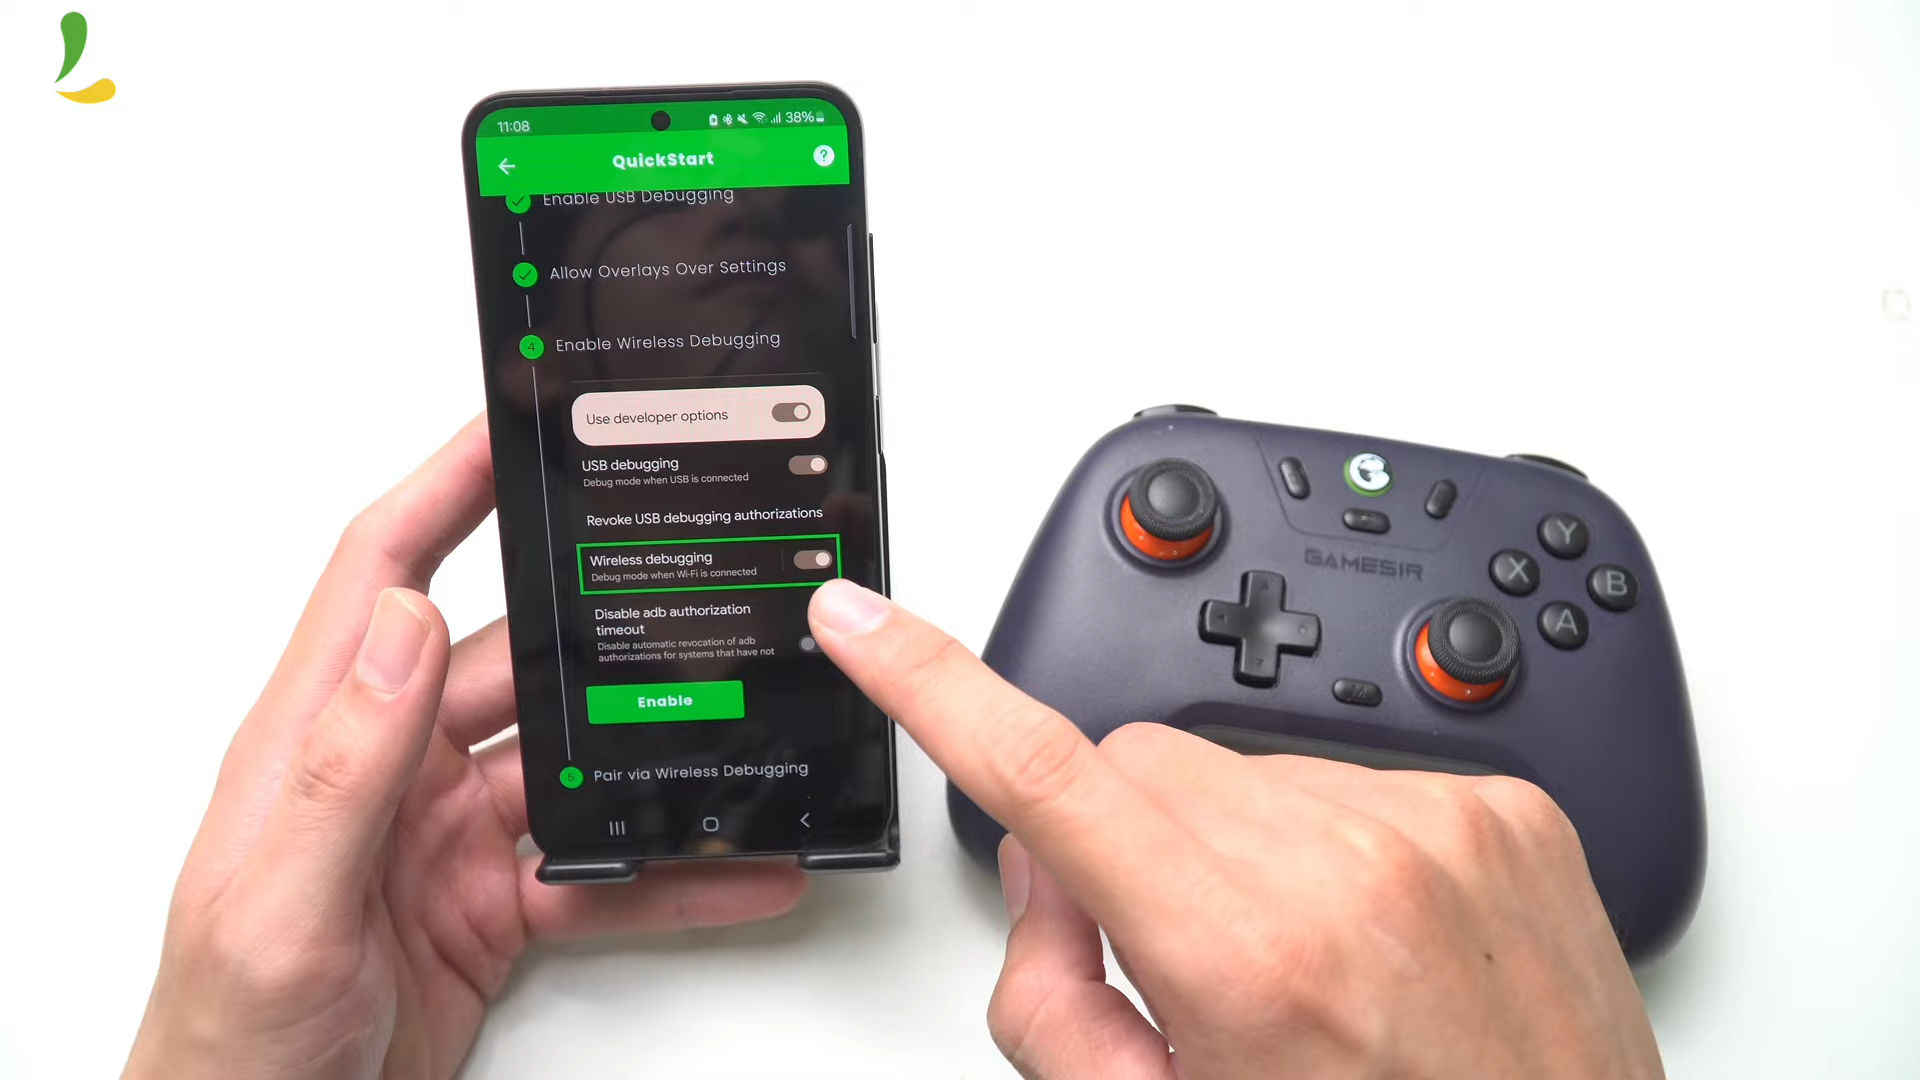 11:08
38%
QuickStart
?
Enable USB Debugging
Allow Overlays Over Settings
4
Enable Wireless Debugging
Use developer options
USB debugging
Debug mode when USB is connected
Revoke USB debugging authorizations
Wireless debugging
Debug mode when Wi-Fi is connected
Disable adb authorization
timeout
Disable automatic revocation of adb
authorizations for systems that have not
Enable
5
Pair via Wireless Debugging
G
GAMESIR
Y
X
B
A
M